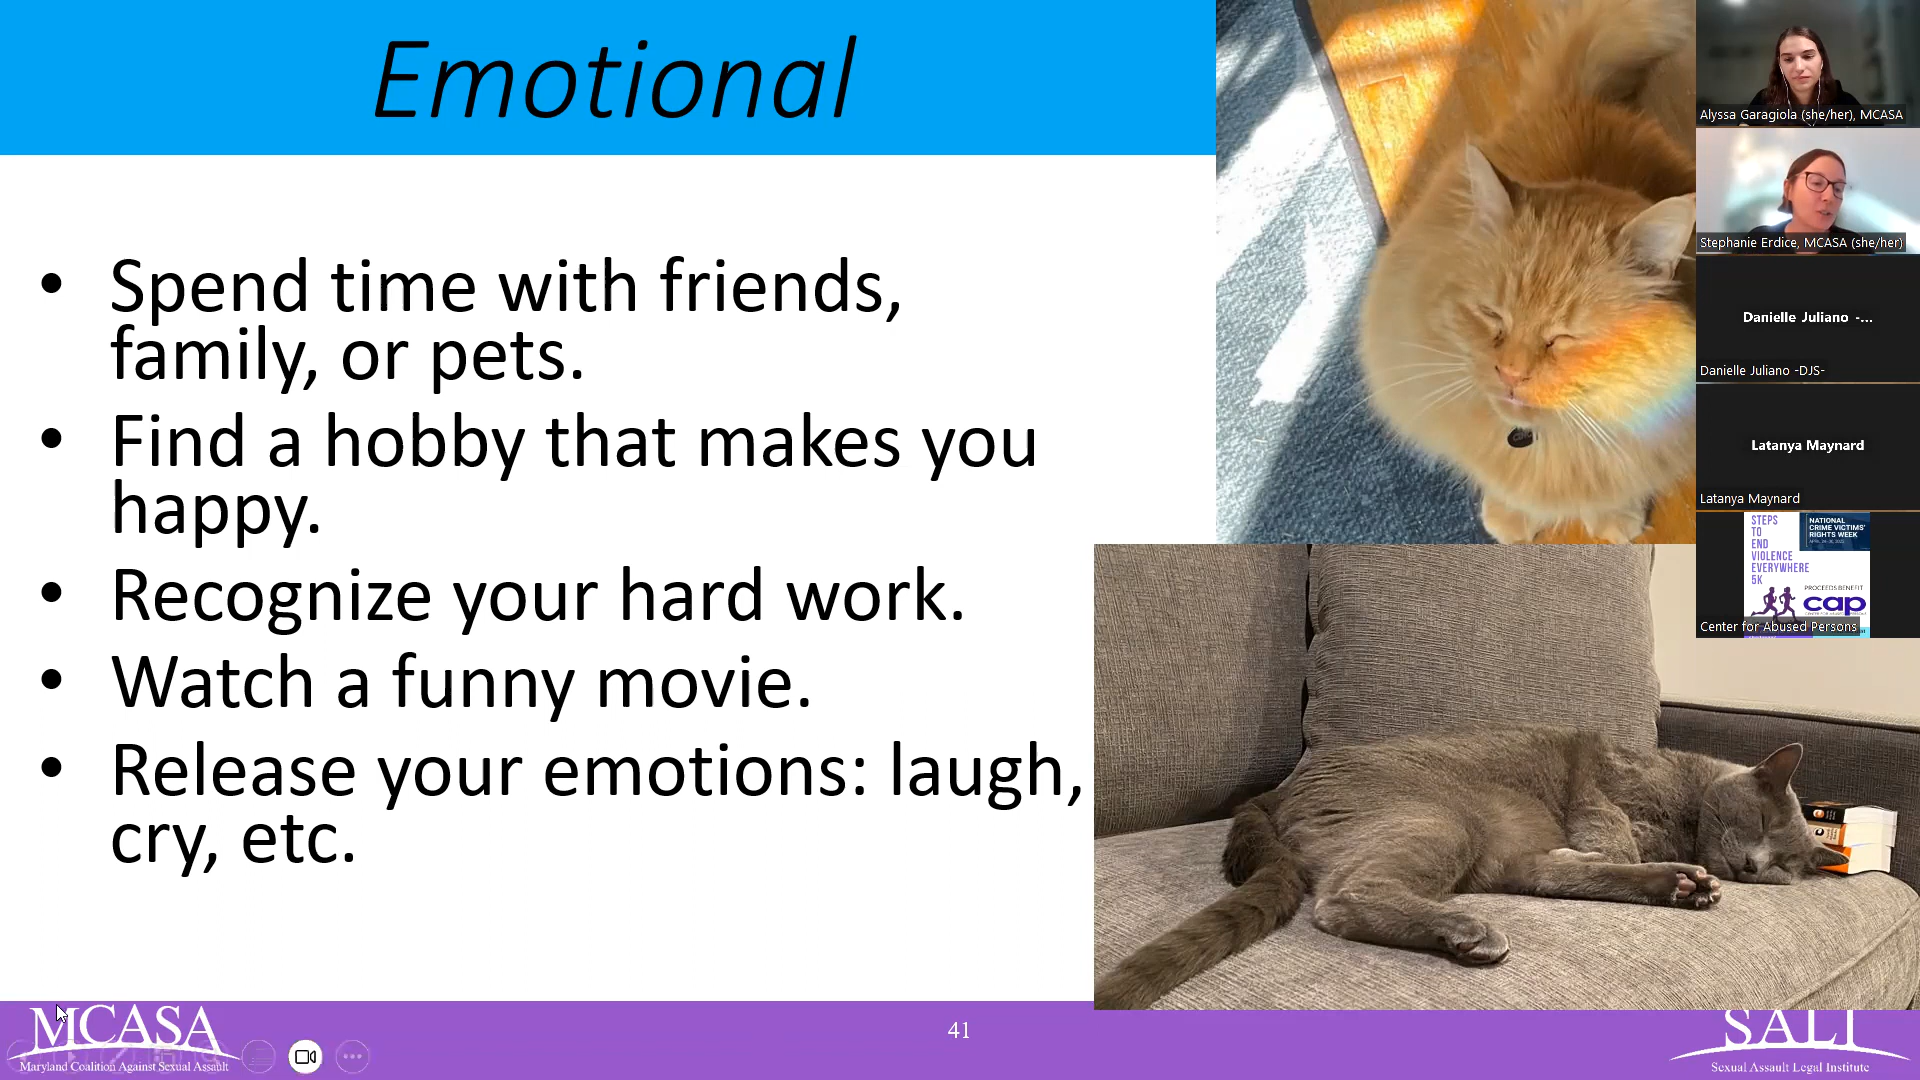 Emotional
• Spend time with friends,
family, or pets.
• Find a hobby that makes you
happy.
• Recognize your hard work.
• Watch a funny movie.
• Release your emotions: laugh,
cry, etc.
Alyssa Garagiola (she/her), MCASA
Stephanie Erdice, MCASA (she/her)
Danielle Juliano -...
Danielle Juliano -DJS-
Latanya Maynard
Latanya Maynard
STEPS
TO
END
VIOLENCE
EVERYWHERE
5K
NATIONAL
CRIME VICTIMS'
RIGHTS WEEK
PROCEEDS BENEFIT
cap
Center for Abused Persons
MCASA
Maryland Coalition Against Sexual Assault
41
SALI
Sexual Assault Legal Institute